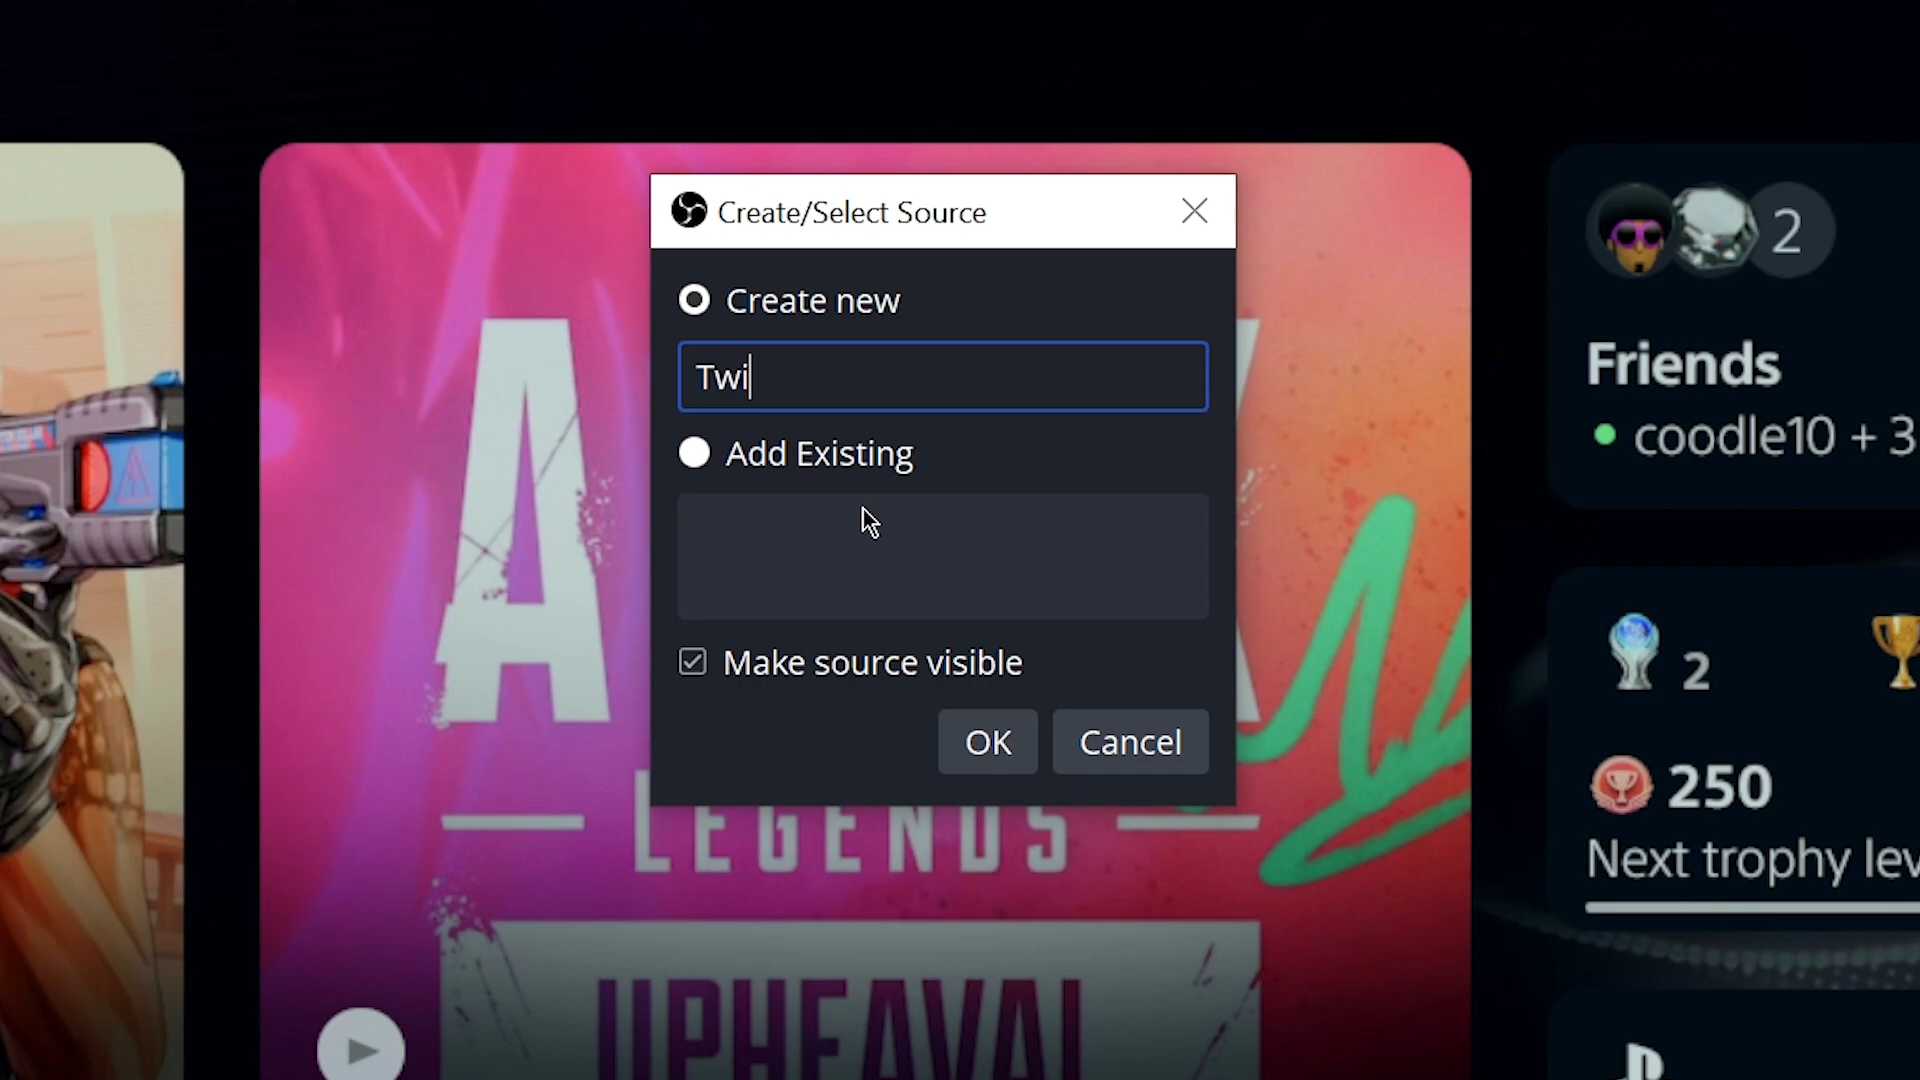 Create/Select Source
Create new
Twi
Add Existing
Make source visible
OK
Cancel
LEGENDS
UPHEAVAL
2
Friends
coodle10 + 3
2
250
Next trophy lev